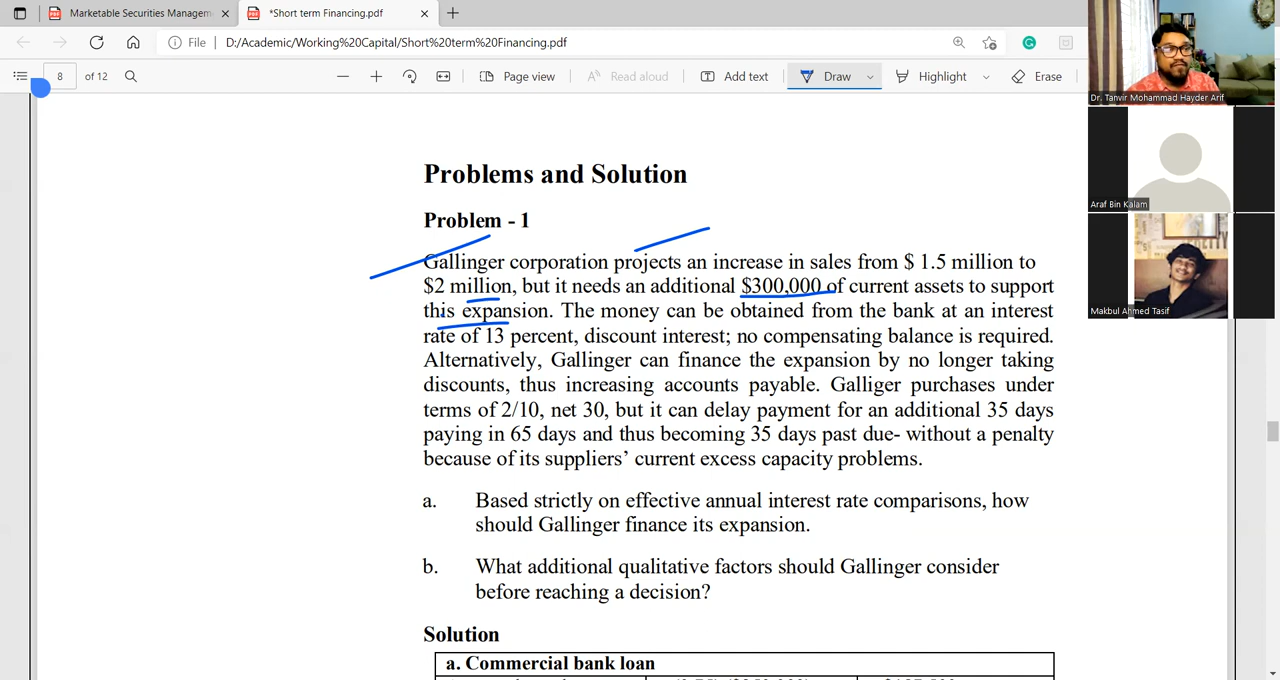 Marketable Securities Managem
*Short term Financing.pdf
File
D:/Academic/Working%20Capital/Short%20term%20Financing.pdf
8 of 12
Page view
Read aloud
Add text
Draw
Highlight
Erase
Dr. Tanvir Mohammad Hayder Arif
Araf Bin Kalam
Makbul Ahmed Tasif
Problems and Solution
Problem - 1
Gallinger corporation projects an increase in sales from $ 1.5 million to
$2 million, but it needs an additional $300,000 of current assets to support
this expansion. The money can be obtained from the bank at an interest
rate of 13 percent, discount interest; no compensating balance is required.
Alternatively, Gallinger can finance the expansion by no longer taking
discounts, thus increasing accounts payable. Galliger purchases under
terms of 2/10, net 30, but it can delay payment for an additional 35 days
paying in 65 days and thus becoming 35 days past due- without a penalty
because of its suppliers’ current excess capacity problems.
a. Based strictly on effective annual interest rate comparisons, how
should Gallinger finance its expansion.
b. What additional qualitative factors should Gallinger consider
before reaching a decision?
Solution
a. Commercial bank loan